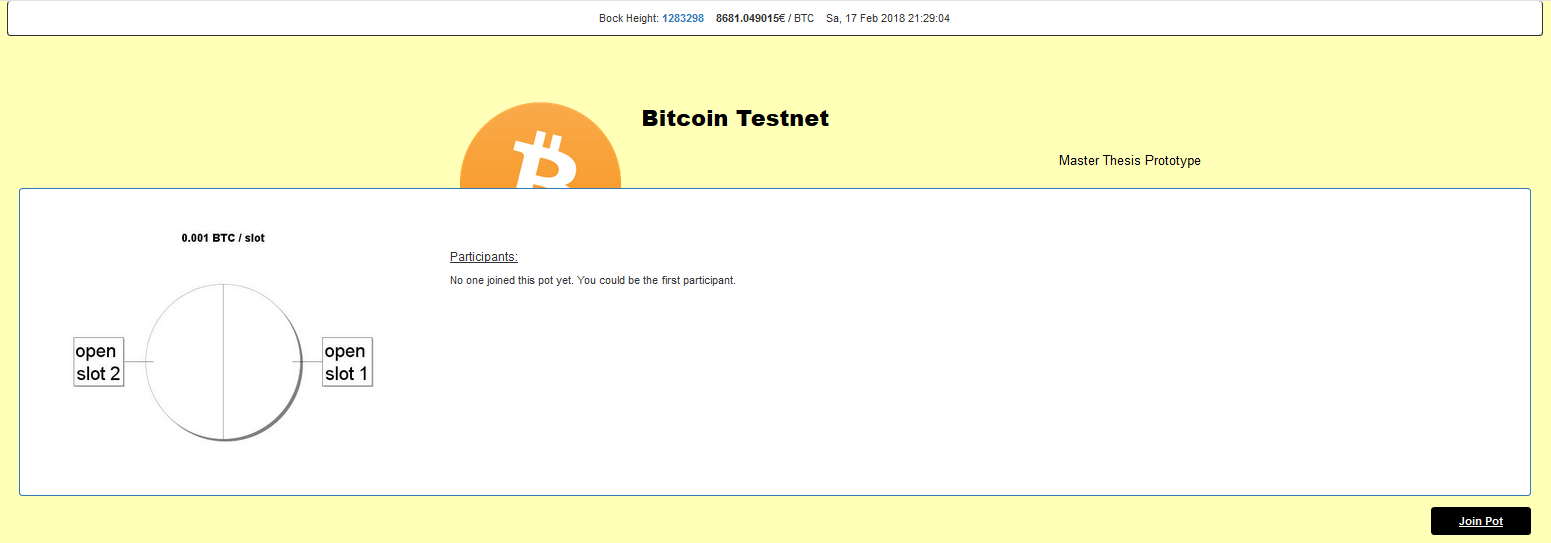 Bock Height: 1283298 8681.049015€ / BTC Sa, 17 Feb 2018 21:29:04
Bitcoin Testnet
Master Thesis Prototype
0.001 BTC / slot
Participants:
No one joined this pot yet. You could be the first participant.
open
slot 2
open
slot 1
Join Pot